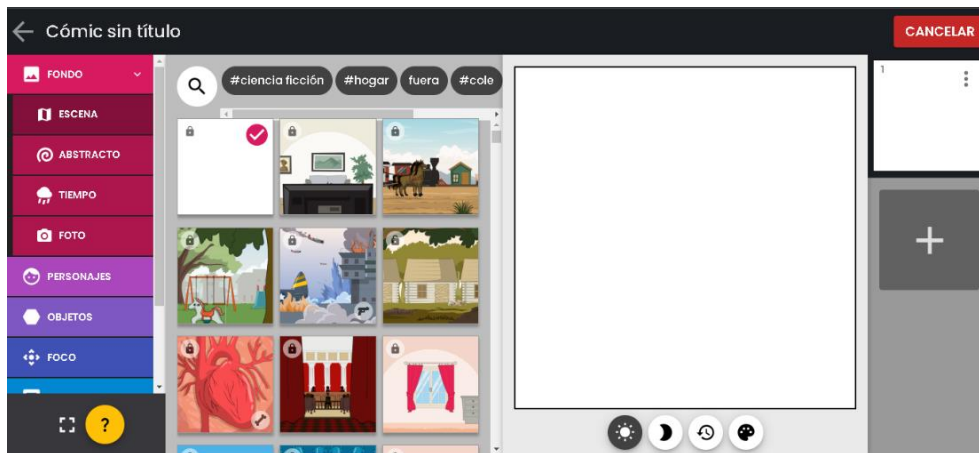 Cómic sin título
CANCELAR
FONDO
ESCENA
ABSTRACTO
TIEMPO
FOTO
PERSONAJES
OBJETOS
FOCO
?
#ciencia ficción
#hogar
fuera
#cole
1